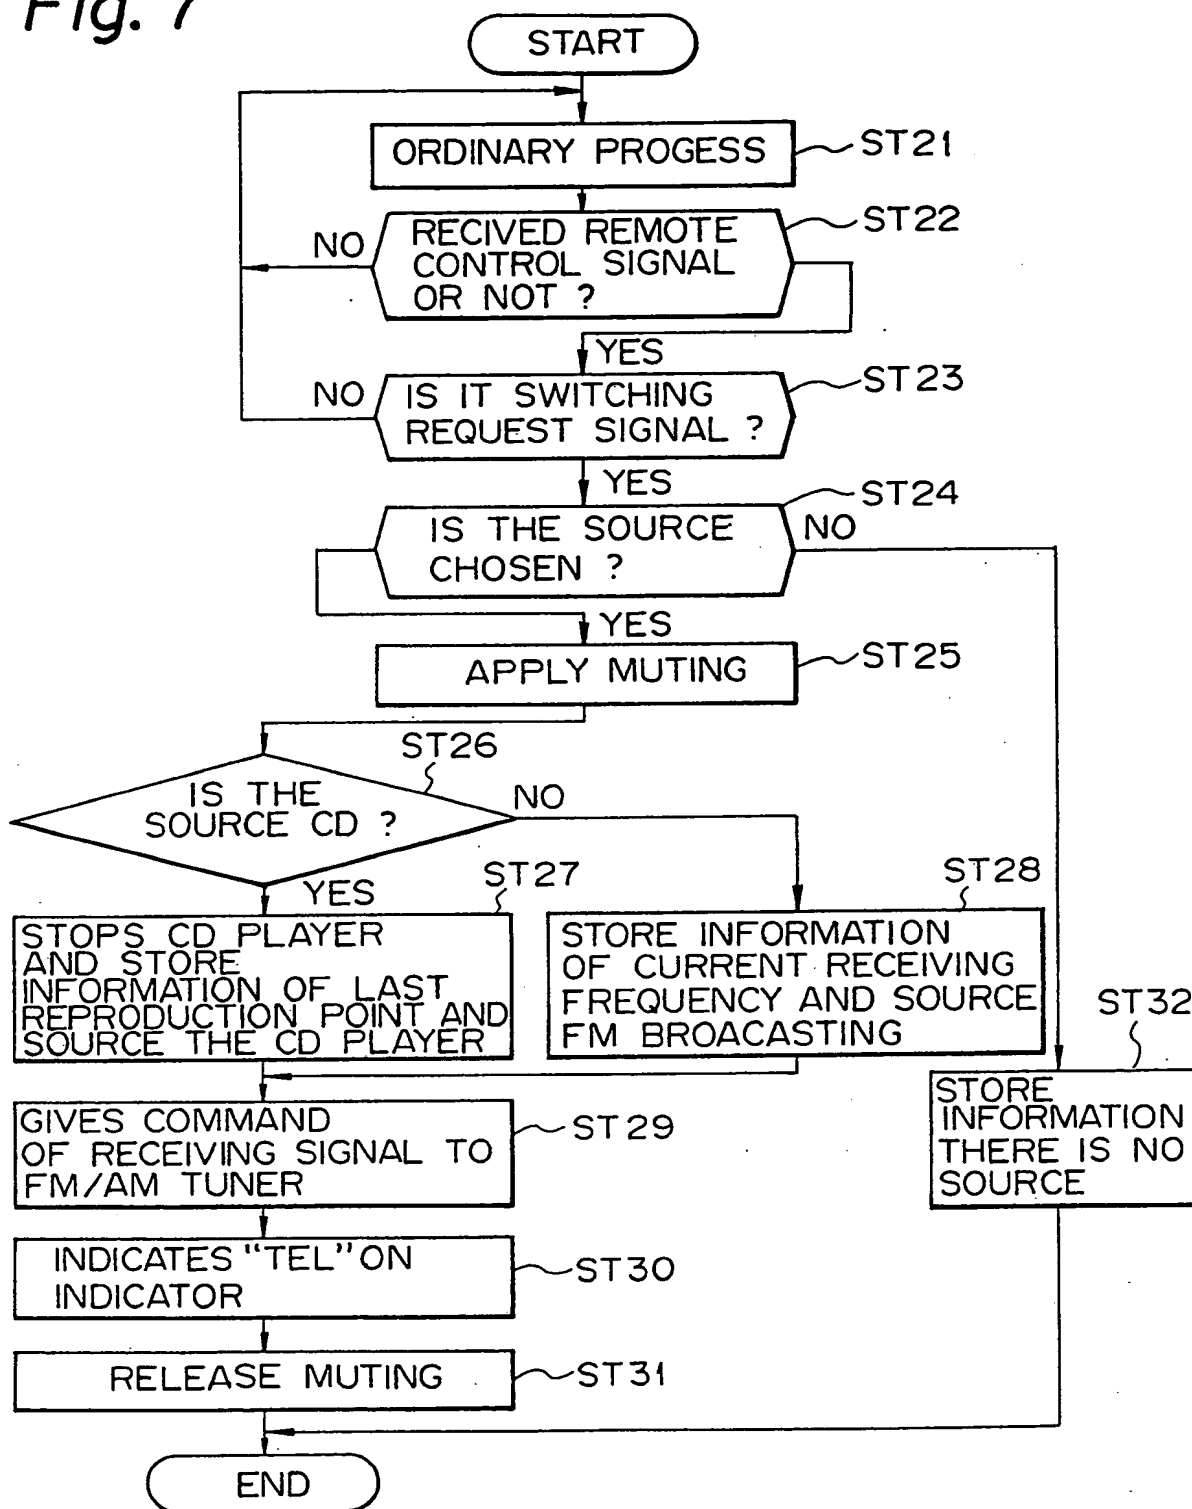 Fig. 7
START
ORDINARY PROGESS
ST21
RECIVED REMOTE
CONTROL SIGNAL
OR NOT ?
ST22
NO
YES
IS IT SWITCHING
REQUEST SIGNAL ?
ST23
NO
YES
IS THE SOURCE
CHOSEN ?
ST24
NO
YES
APPLY MUTING
ST25
ST26
IS THE
SOURCE CD ?
NO
YES
ST27
STOPS CD PLAYER
AND STORE
INFORMATION OF LAST
REPRODUCTION POINT AND
SOURCE THE CD PLAYER
ST28
STORE INFORMATION
OF CURRENT RECEIVING
FREQUENCY AND SOURCE
FM BROACASTING
ST32
STORE
INFORMATION
THERE IS NO
SOURCE
GIVES COMMAND
OF RECEIVING SIGNAL TO
FM/AM TUNER
ST29
INDICATES "TEL" ON
INDICATOR
ST30
RELEASE MUTING
ST31
END